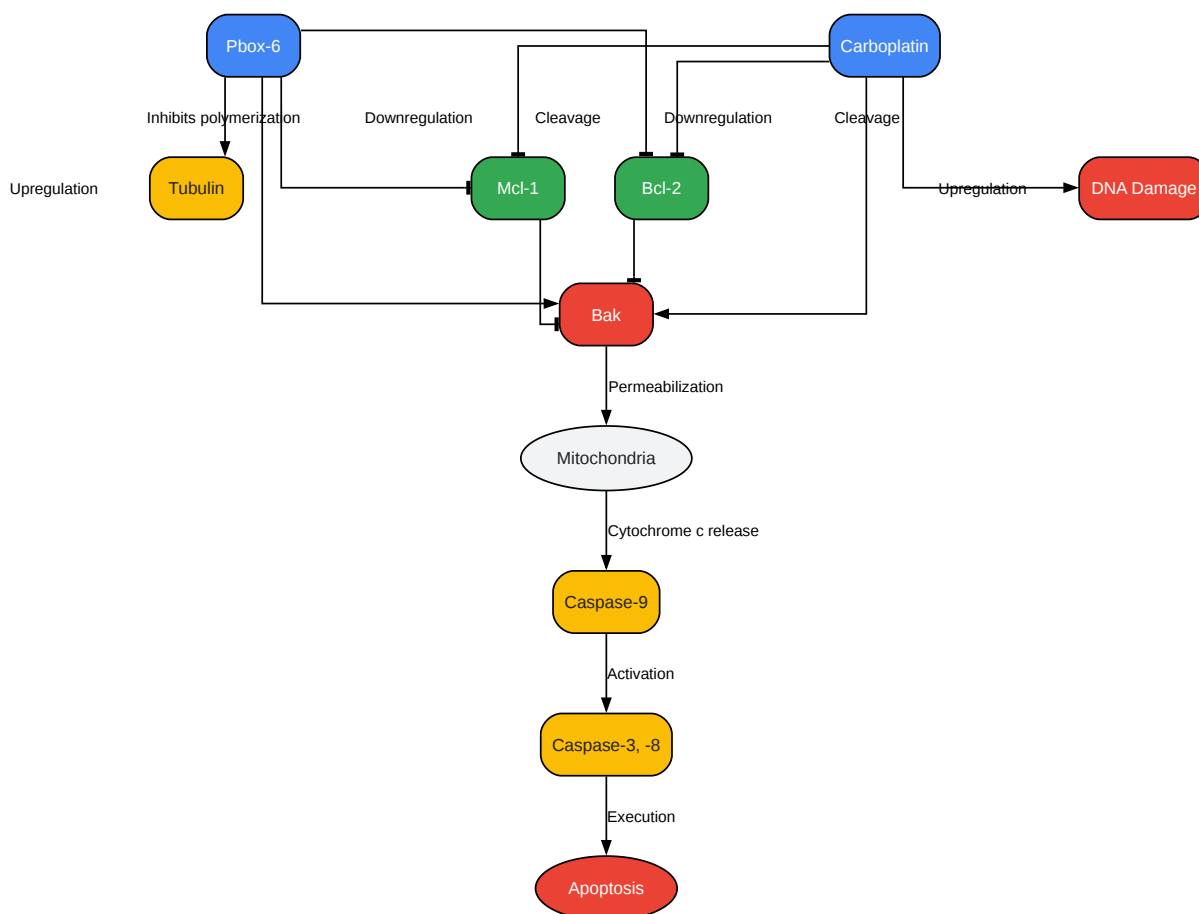 Pbox-6
Carboplatin
Inhibits polymerization
Downregulation
Cleavage
Downregulation
Cleavage
Upregulation
Tubulin
Mcl-1
Bcl-2
Upregulation
DNA Damage
Bak
Permeabilization
Mitochondria
Cytochrome c release
Caspase-9
Activation
Caspase-3, -8
Execution
Apoptosis